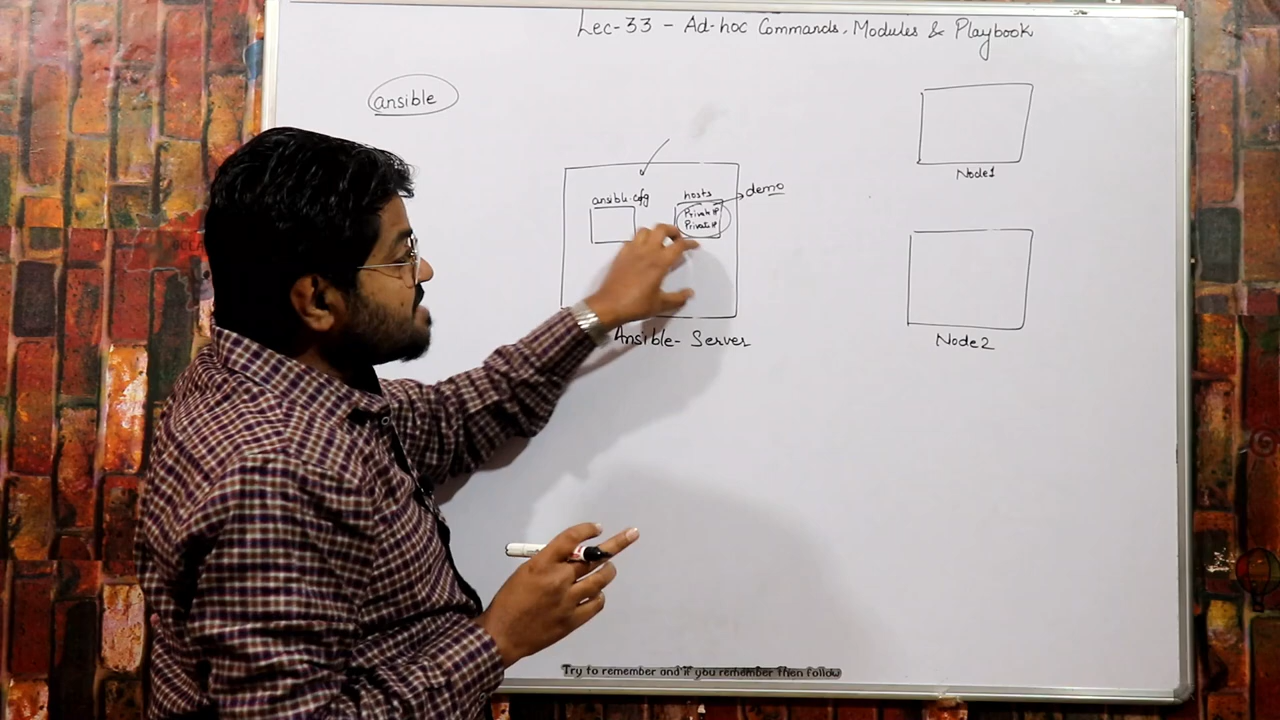 Lec-33 - Ad-hoc Commands, Modules & Playbook
ansible
ansible.cfg
hosts
demo
Private IP
Private IP
Node1
Ansible-Server
Node2
Try to remember and if you remember then follow